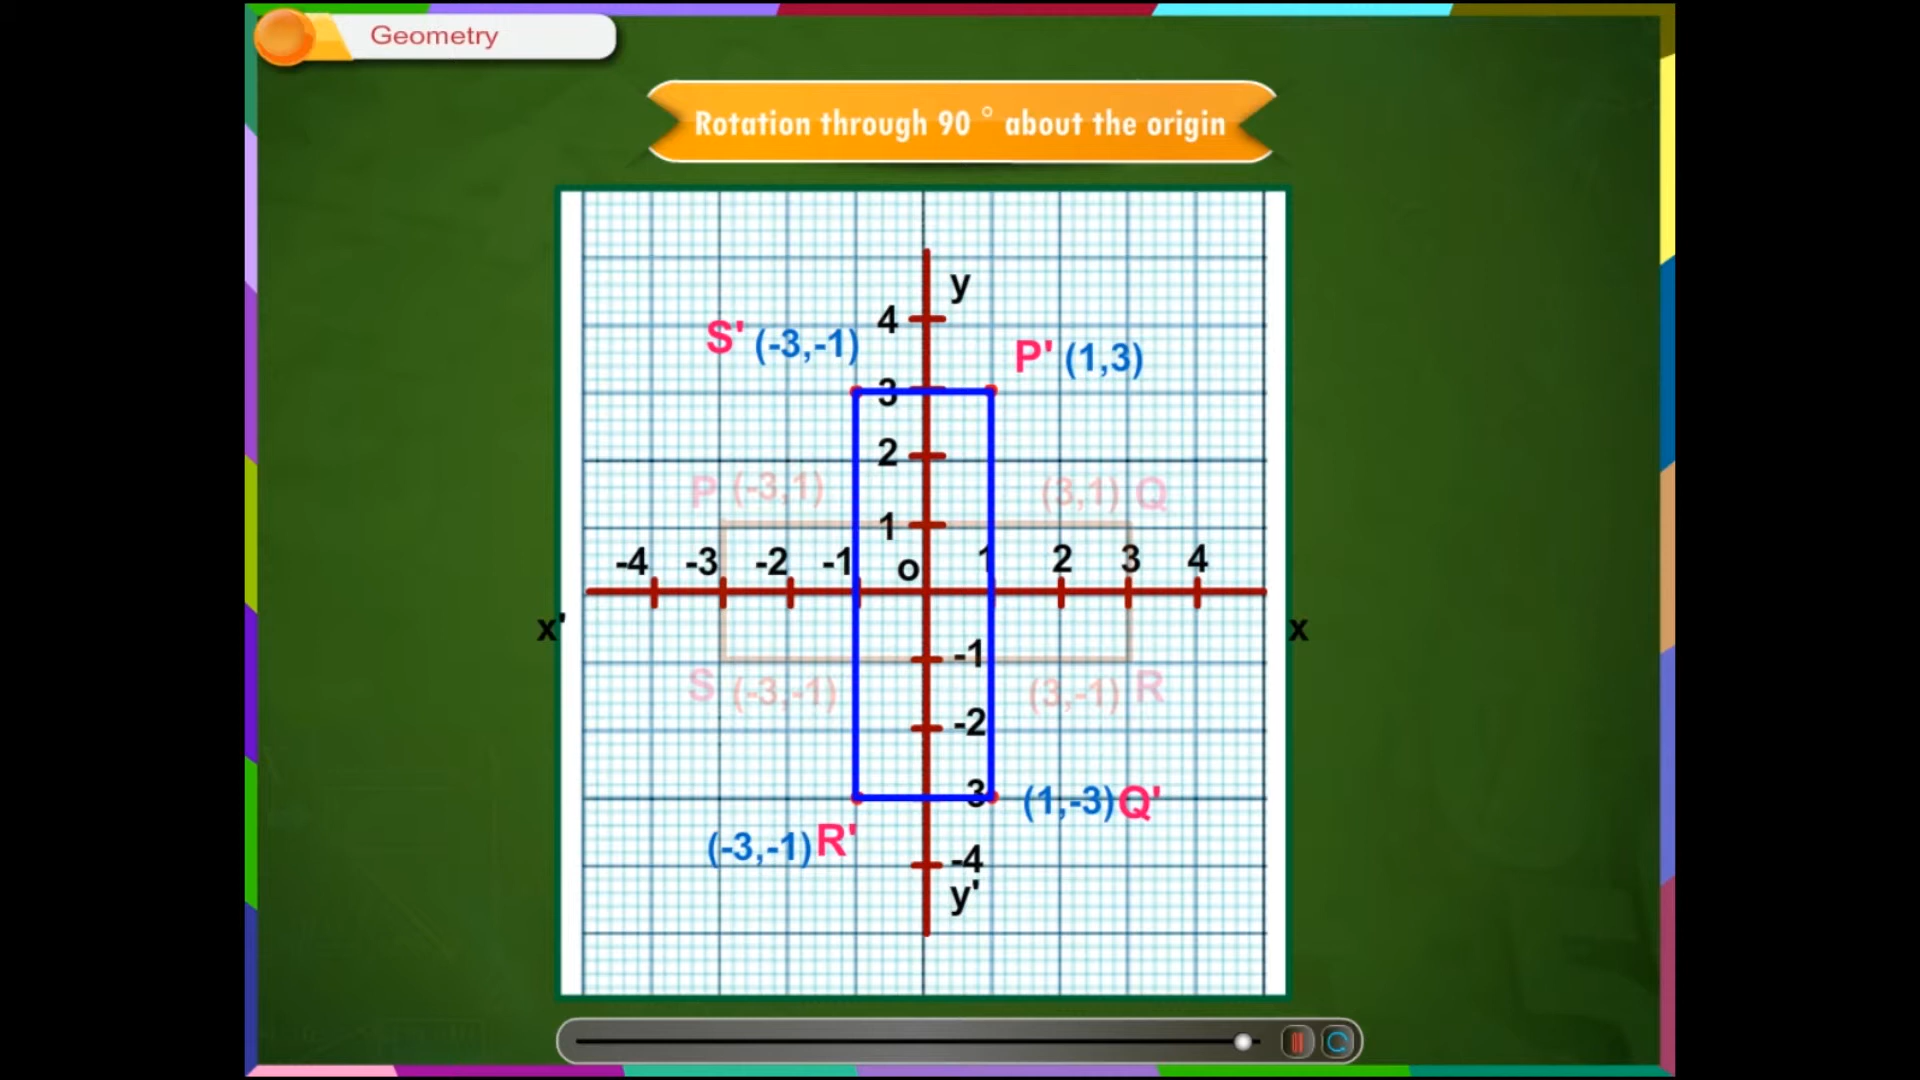 Geometry
Rotation through 90 ° about the origin
y
4
S' (-3,-1)
P' (1,3)
3
2
P (-3,1)
(3,1) Q
1
-4 -3 -2 -1 o 1 2 3 4
x' x
-1
S (-3,-1)
(3,-1) R
-2
3
(1,-3) Q'
(-3,-1) R'
-4
y'